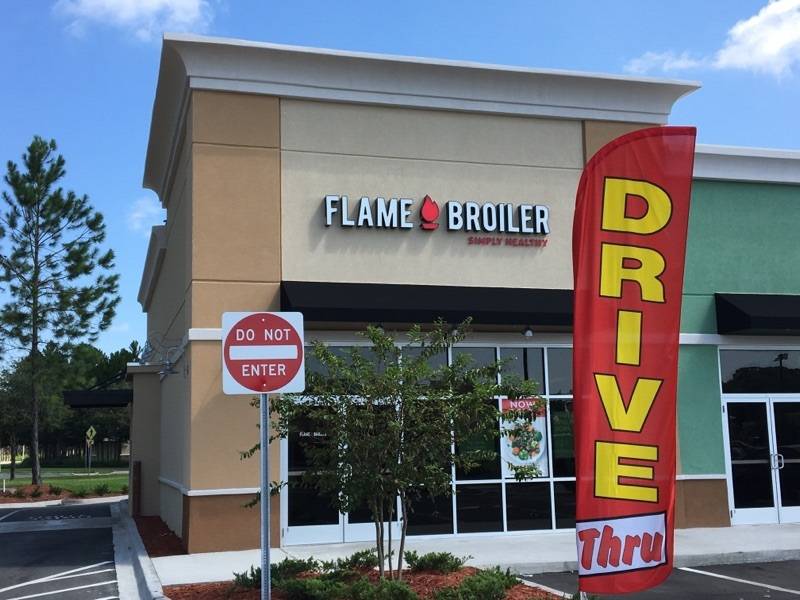 FLAME BROILER
SIMPLY HEALTHY
DO NOT
ENTER
NOW
DRIVE
Thru